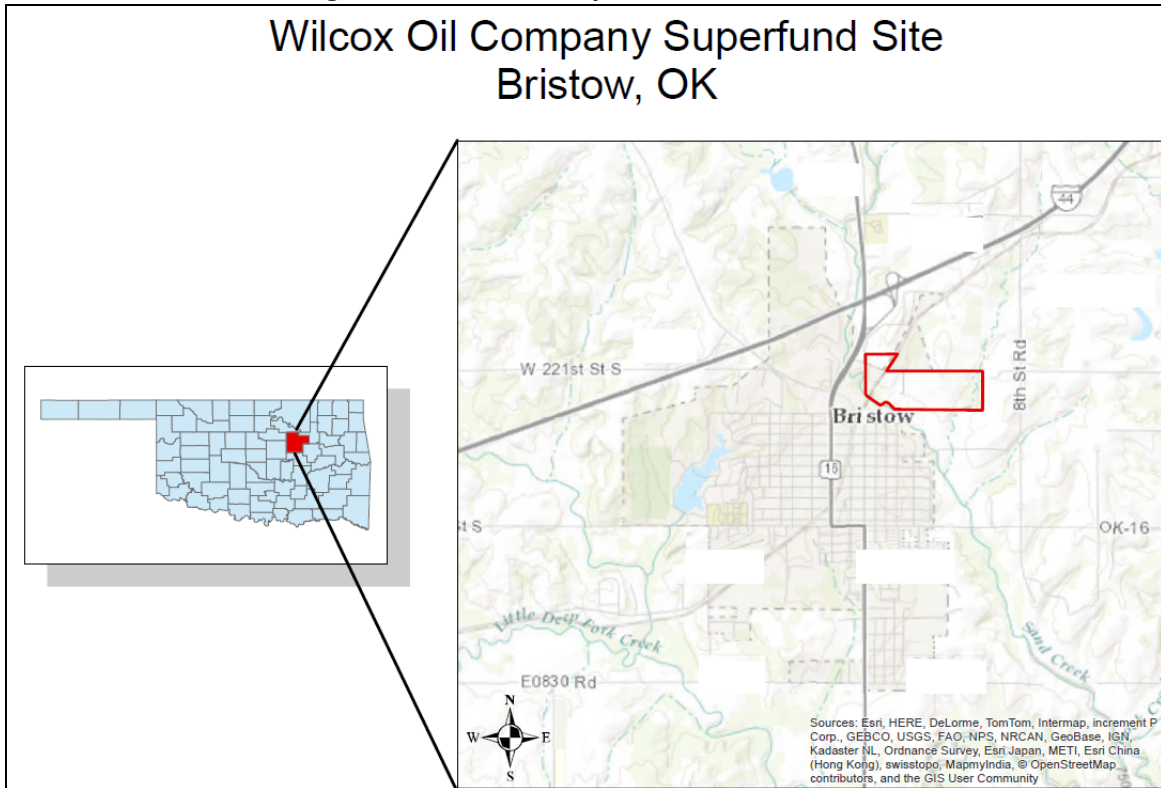 Wilcox Oil Company Superfund Site
Bristow, OK
44
W 221st St S
8th St Rd
Bristow
16
St S
OK-16
Little Deep Fork Creek
Sand Creek
E0830 Rd
N
W E
S
Sources: Esri, HERE, DeLorme, TomTom, Intermap, increment P
Corp., GEBCO, USGS, FAO, NPS, NRCAN, GeoBase, IGN,
Kadaster NL, Ordnance Survey, Esri Japan, METI, Esri China
(Hong Kong), swisstopo, MapmyIndia, © OpenStreetMap
contributors, and the GIS User Community